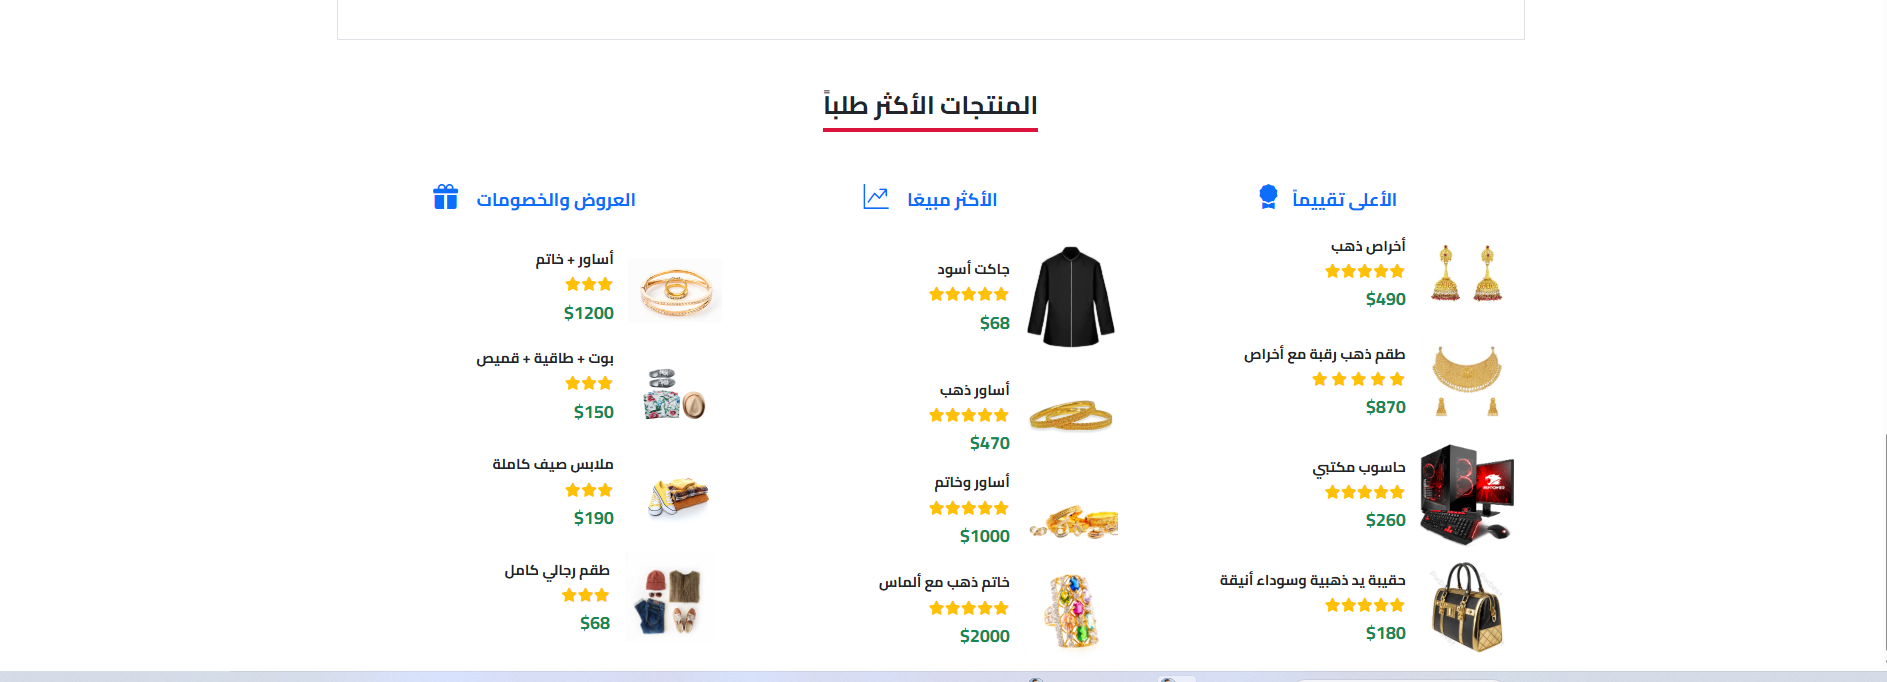 المنتجات الأكثر طلباً
الأعلى تقييماً
أخراص ذهب
$490
طقم ذهب رقبة مع أخراص
$870
حاسوب مكتبي
$260
حقيبة يد ذهبية وسوداء أنيقة
$180
الأكثر مبيعًا
جاكت أسود
$68
أساور ذهب
$470
أساور وخاتم
$1000
خاتم ذهب مع ألماس
$2000
العروض والخصومات
أساور + خاتم
$1200
بوت + طاقية + قميص
$150
ملابس صيف كاملة
$190
طقم رجالي كامل
$68